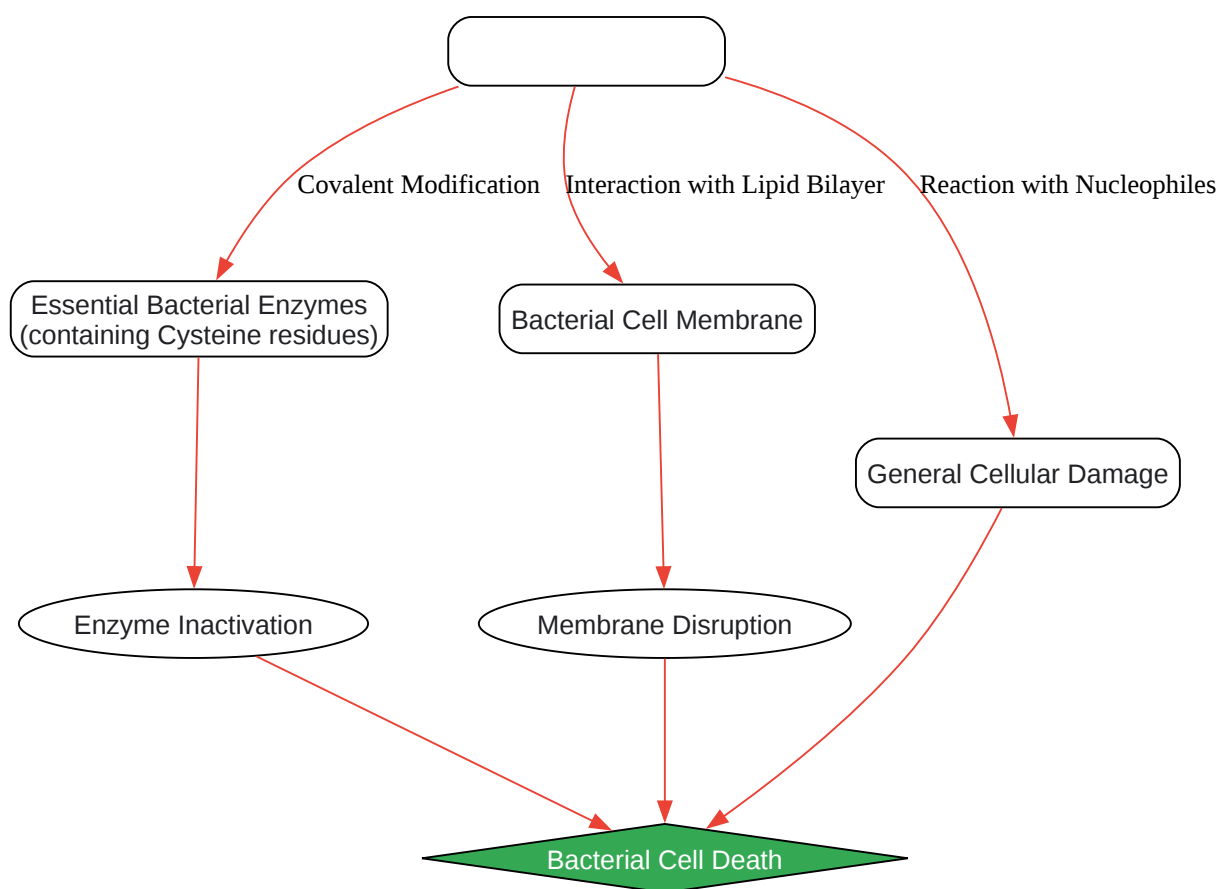 Covalent Modification
Interaction with Lipid Bilayer
Reaction with Nucleophiles
Essential Bacterial Enzymes
(containing Cysteine residues)
Bacterial Cell Membrane
General Cellular Damage
Enzyme Inactivation
Membrane Disruption
Bacterial Cell Death